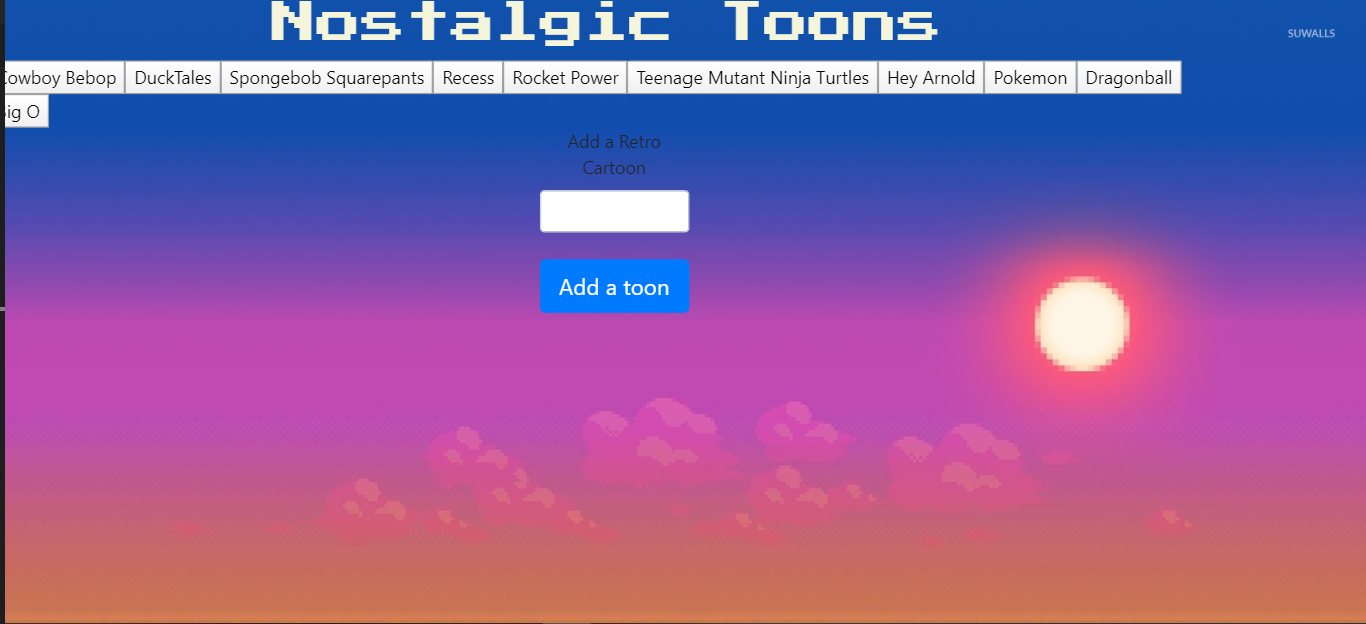 Nostalgic Toons
SUWALLS
Cowboy Bebop DuckTales Spongebob Squarepants Recess Rocket Power Teenage Mutant Ninja Turtles Hey Arnold Pokemon Dragonball
ig O
Add a Retro
Cartoon
Add a toon